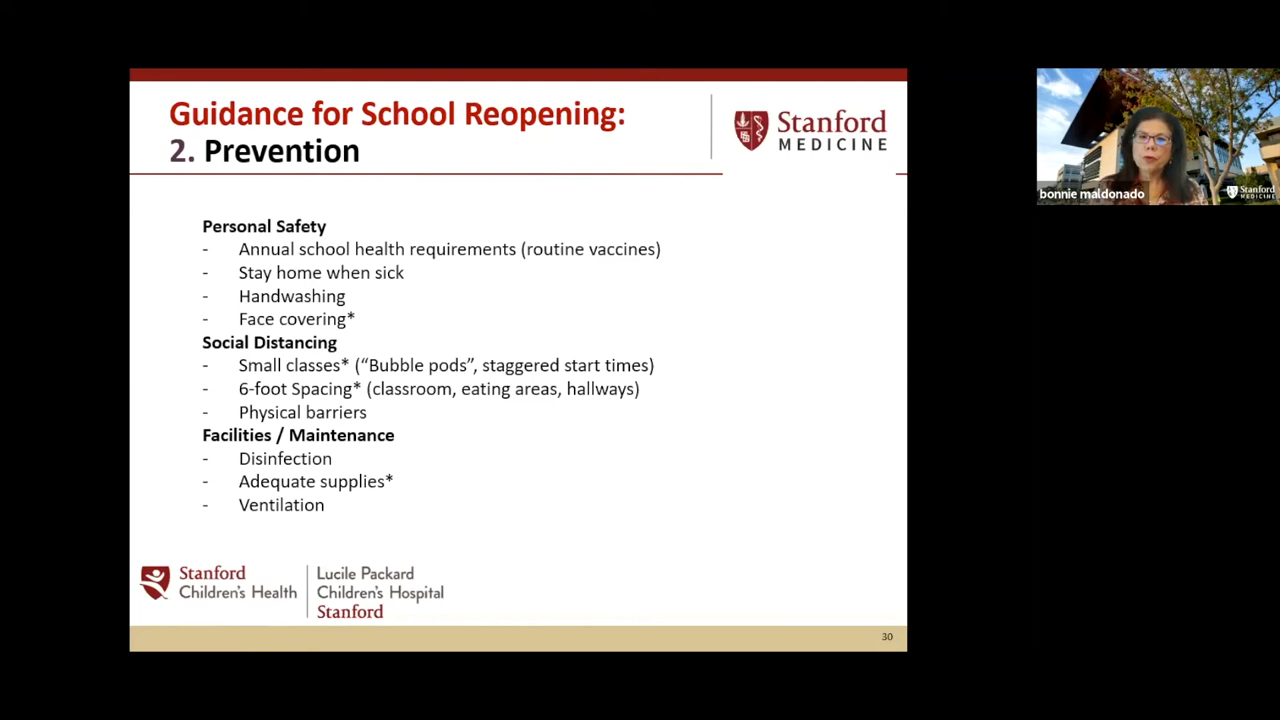 Guidance for School Reopening:
2. Prevention
Stanford
MEDICINE
Personal Safety
- Annual school health requirements (routine vaccines)
- Stay home when sick
- Handwashing
- Face covering*
Social Distancing
- Small classes* (“Bubble pods”, staggered start times)
- 6-foot Spacing* (classroom, eating areas, hallways)
- Physical barriers
Facilities / Maintenance
- Disinfection
- Adequate supplies*
- Ventilation
Stanford
Children's Health
Lucile Packard
Children's Hospital
Stanford
30
bonnie maldonado
Stanford
MEDICINE